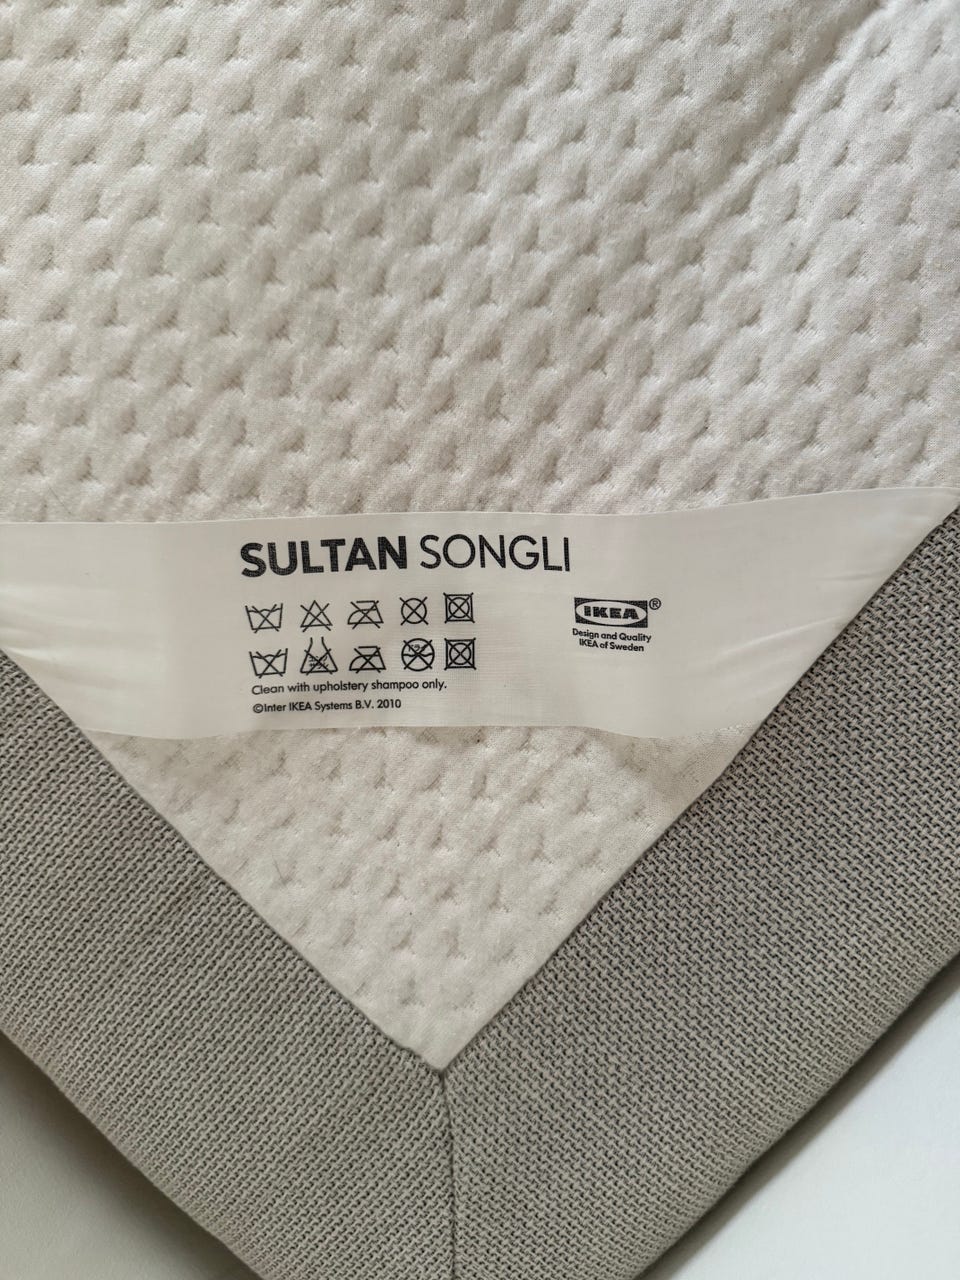 SULTAN SONGLI
IKEA®
Design and Quality
IKEA of Sweden
Clean with upholstery shampoo only.
©Inter IKEA Systems B.V. 2010